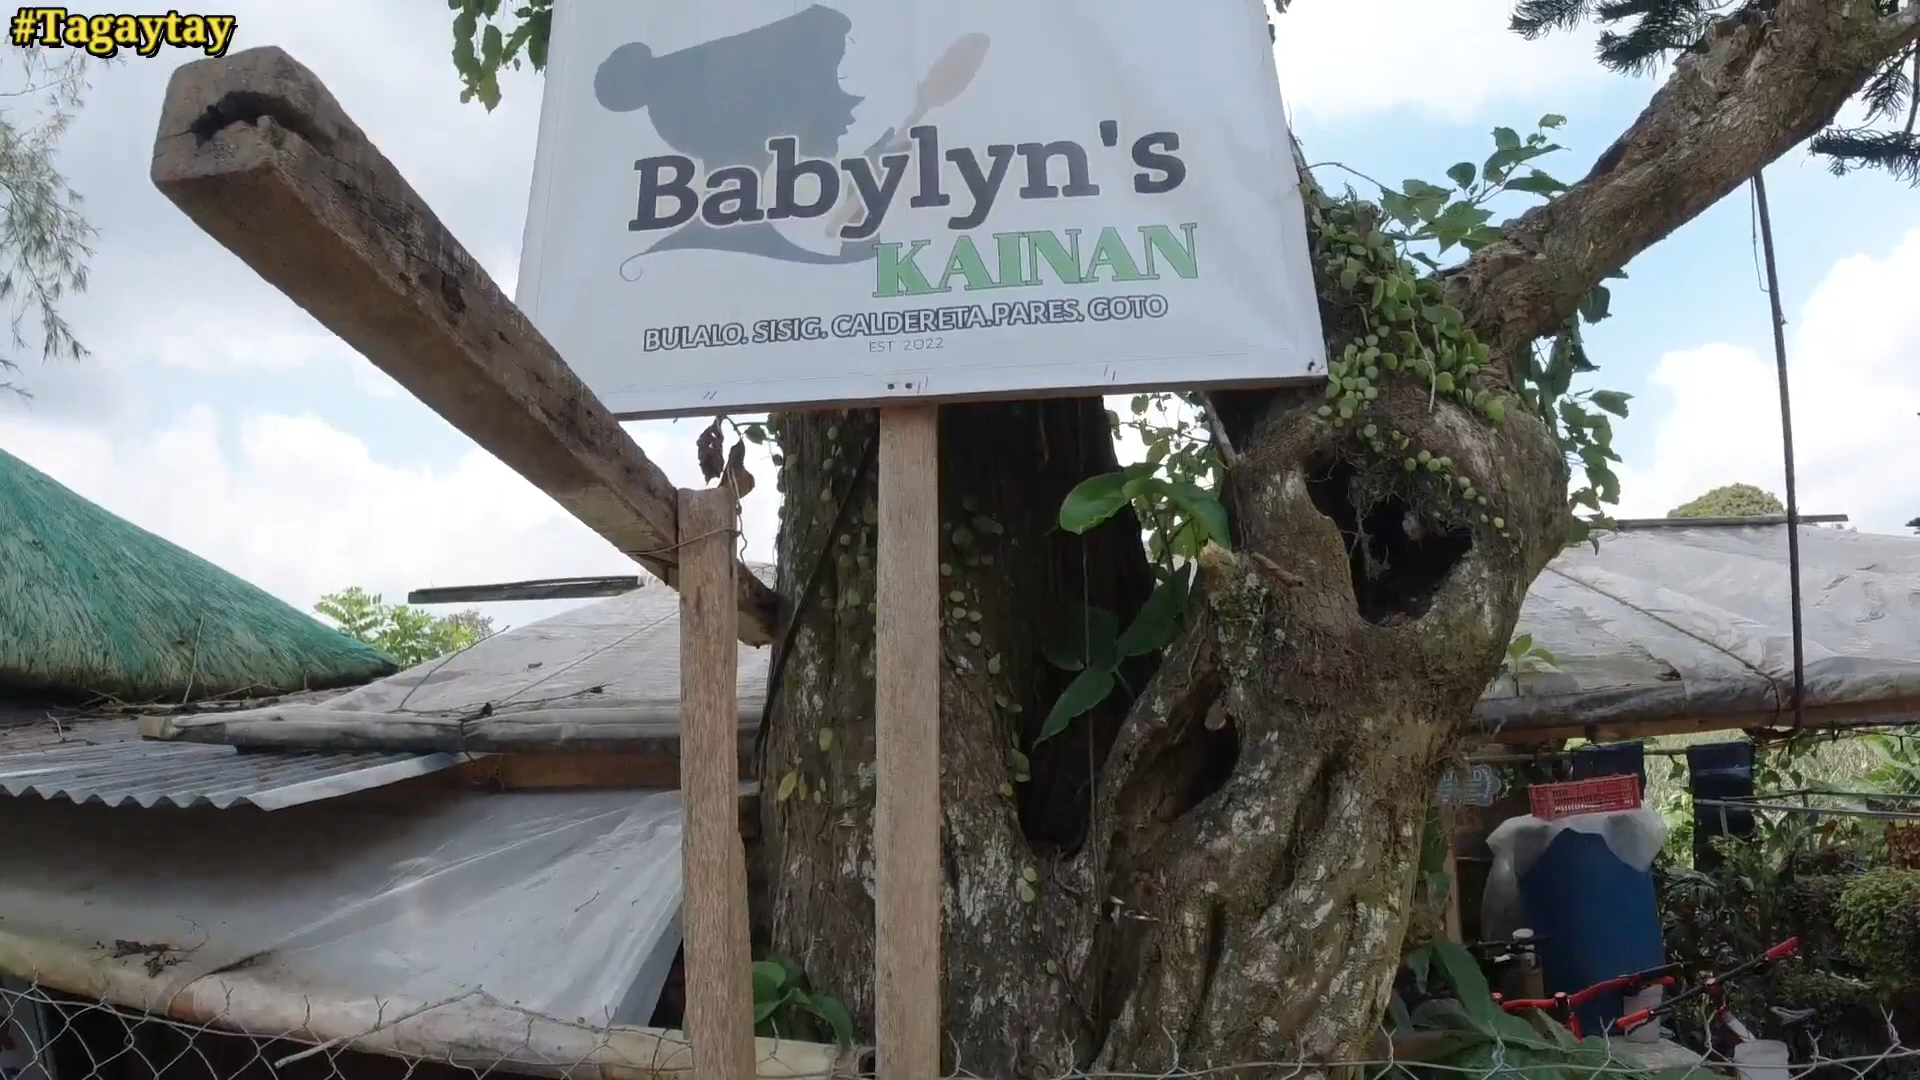 #Tagaytay
Babylyn's
KAINAN
BULALO. SISIG. CALDERETA.PARES. GOTO
EST 2022